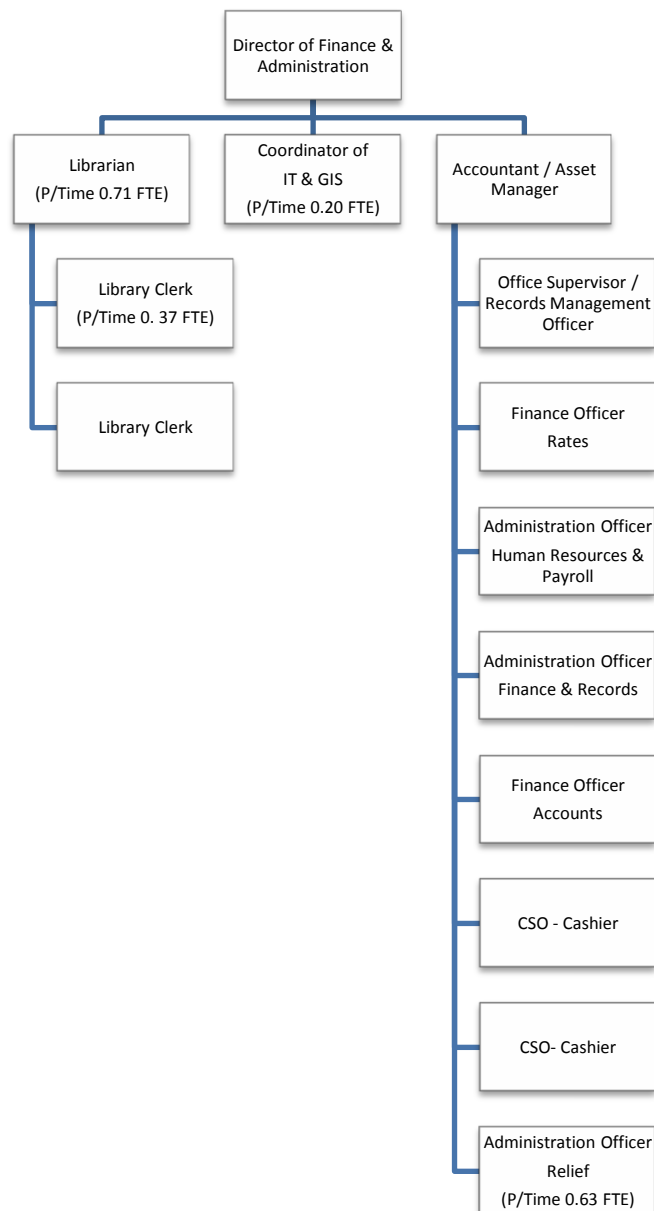 Director of Finance &
Administration
Librarian
(P/Time 0.71 FTE)
Coordinator of
IT & GIS
(P/Time 0.20 FTE)
Accountant / Asset
Manager
Library Clerk
(P/Time 0. 37 FTE)
Library Clerk
Office Supervisor /
Records Management
Officer
Finance Officer
Rates
Administration Officer
Human Resources &
Payroll
Administration Officer
Finance & Records
Finance Officer
Accounts
CSO - Cashier
CSO- Cashier
Administration Officer
Relief
(P/Time 0.63 FTE)